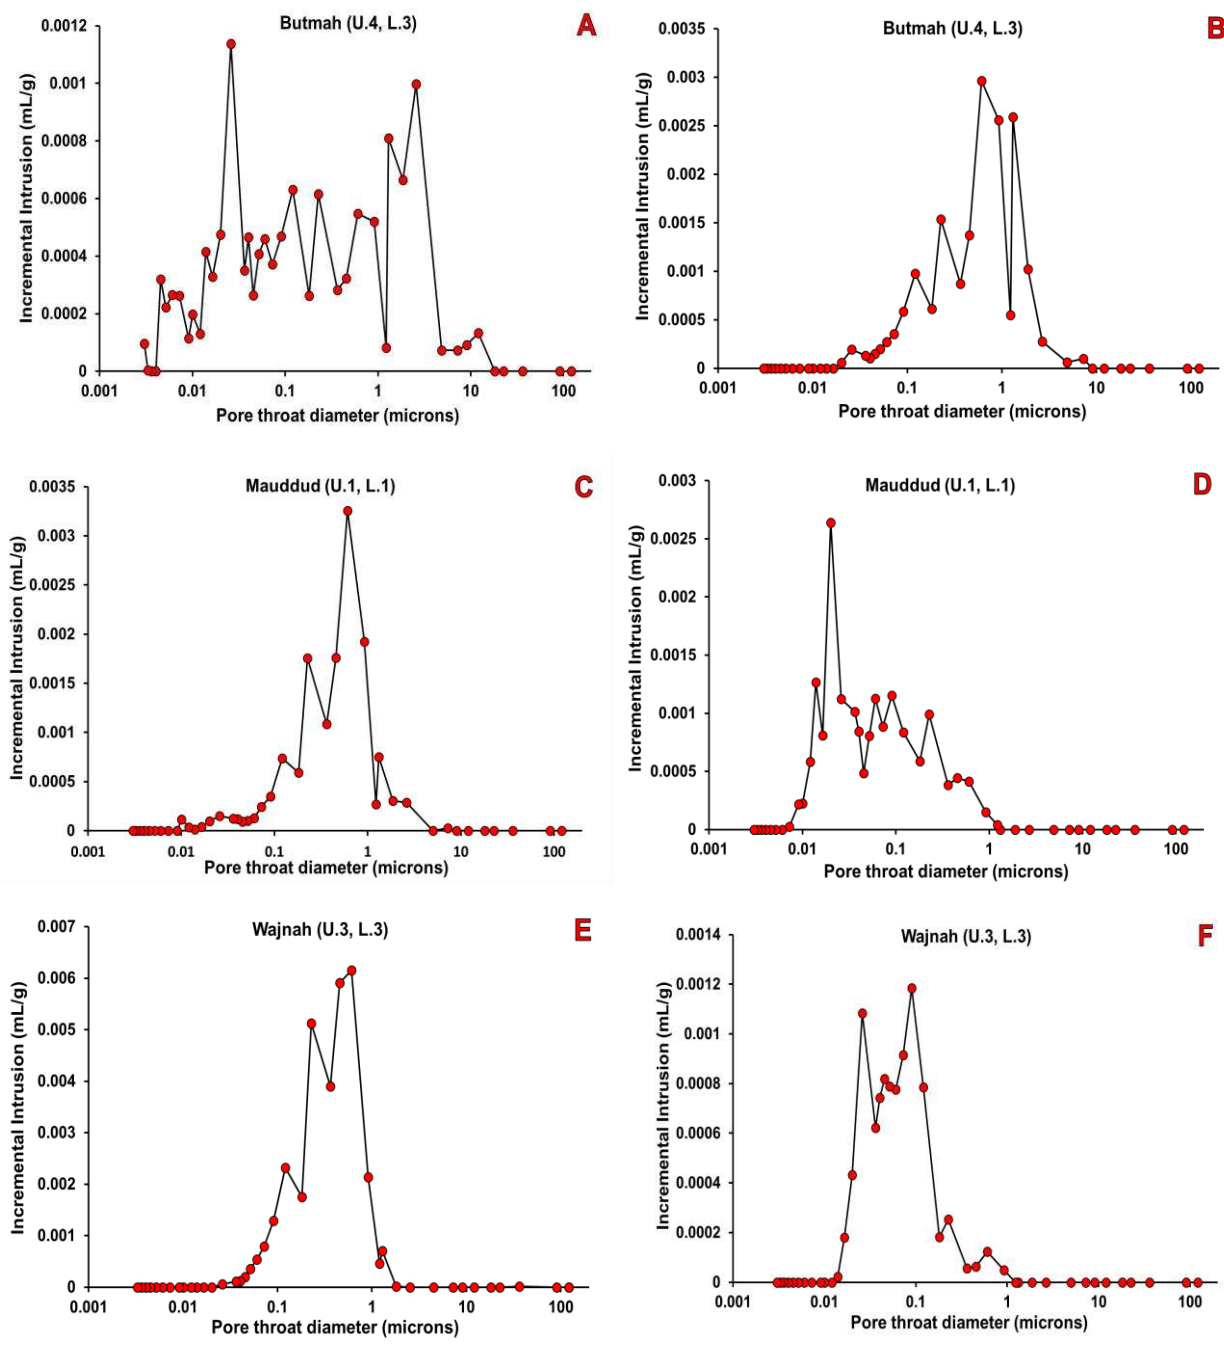 Butmah (U.4, L.3)
A
Incremental Intrusion (mL/g)
0.0012
0.001
0.0008
0.0006
0.0004
0.0002
0
0.001 0.01 0.1 1 10 100
Pore throat diameter (microns)
Butmah (U.4, L.3)
B
Incremental Intrusion (mL/g)
0.0035
0.003
0.0025
0.002
0.0015
0.001
0.0005
0
0.001 0.01 0.1 1 10 100
Pore throat diameter (microns)
Mauddud (U.1, L.1)
C
Incremental Intrusion (mL/g)
0.0035
0.003
0.0025
0.002
0.0015
0.001
0.0005
0
0.001 0.01 0.1 1 10 100
Pore throat diameter (microns)
Mauddud (U.1, L.1)
D
Incremental Intrusion (mL/g)
0.003
0.0025
0.002
0.0015
0.001
0.0005
0
0.001 0.01 0.1 1 10 100
Pore throat diameter (microns)
Wajnah (U.3, L.3)
E
Incremental Intrusion (mL/g)
0.007
0.006
0.005
0.004
0.003
0.002
0.001
0
0.001 0.01 0.1 1 10 100
Pore throat diameter (microns)
Wajnah (U.3, L.3)
F
Incremental Intrusion (mL/g)
0.0014
0.0012
0.001
0.0008
0.0006
0.0004
0.0002
0
0.001 0.01 0.1 1 10 100
Pore throat diameter (microns)